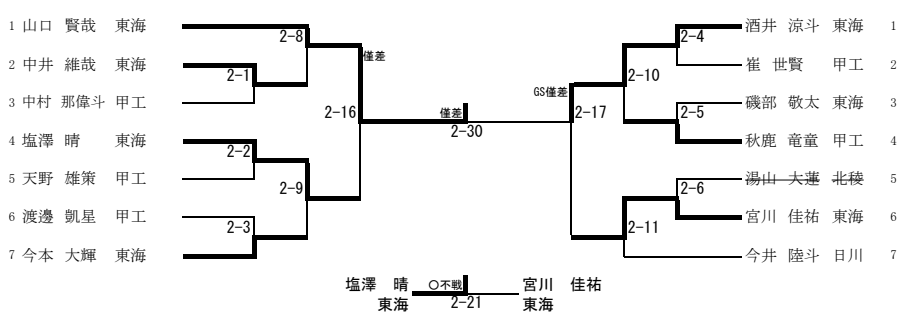 1 山口 賢哉 東海
2 中井 維哉 東海
3 中村 那偉斗 甲工
4 塩澤 晴 東海
5 天野 雄策 甲工
6 渡邊 凱星 甲工
7 今本 大輝 東海
2-8
2-1
2-2
2-9
2-3
僅差
2-16
僅差
2-30
GS僅差
2-17
2-4
2-10
2-5
2-6
2-11
酒井 涼斗 東海 1
崔 世賢 甲工 2
磯部 敬太 東海 3
秋鹿 竜童 甲工 4
湯山 大蓮 北稜 5
宮川 佳祐 東海 6
今井 陸斗 日川 7
塩澤 晴 〇不戦 宮川 佳祐
東海 2-21 東海